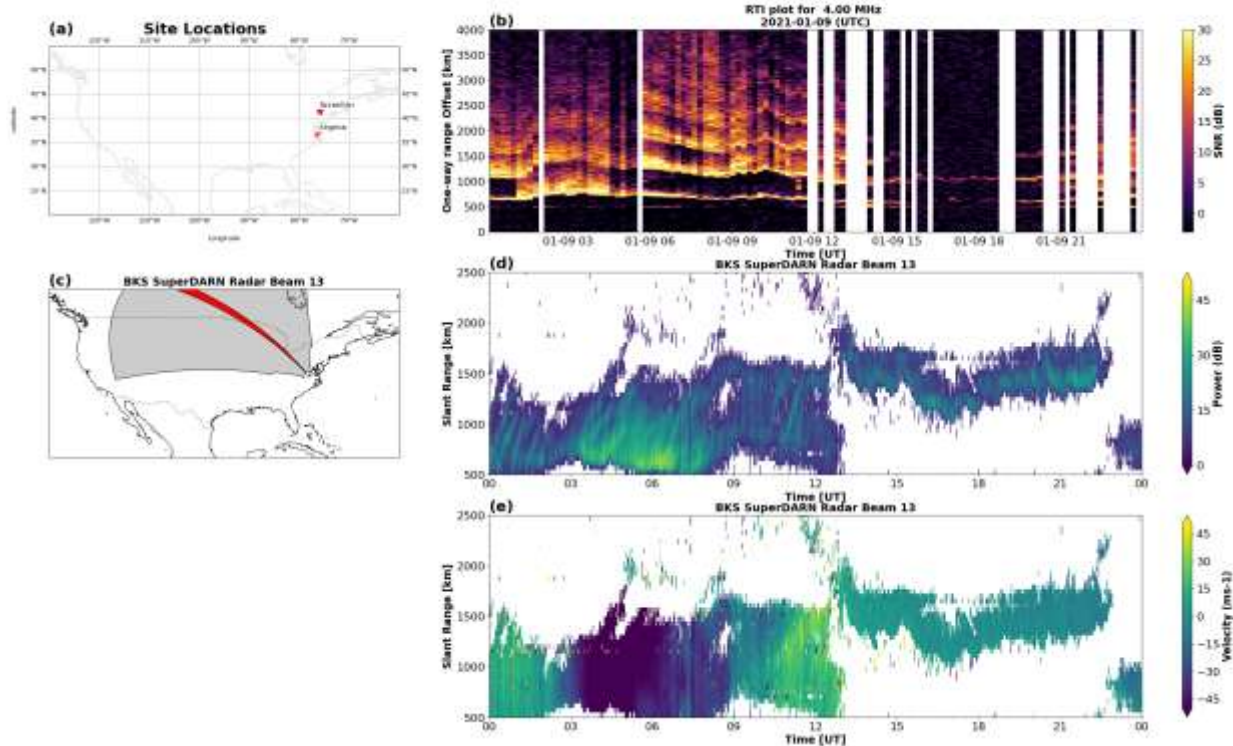 (a)
Site Locations
Longitude
(b)
RTI plot for 4.00 MHz
2021-01-09 (UTC)
One-way range Offset [km]
4000
3500
3000
2500
2000
1500
1000
500
0
01-09 03 01-09 06 01-09 09 01-09 12 01-09 15 01-09 18 01-09 21
Time [UT]
30
25
20
15
10
5
0
SNR (dB)
(c)
BKS SuperDARN Radar Beam 13
(d)
BKS SuperDARN Radar Beam 13
Slant Range [km]
2500
2000
1500
1000
500
00 03 06 09 12 15 18 21 00
Time [UT]
45
30
15
0
Power (dB)
(e)
BKS SuperDARN Radar Beam 13
Slant Range [km]
2500
2000
1500
1000
500
00 03 06 09 12 15 18 21 00
Time [UT]
45
30
15
0
−15
−30
−45
Velocity (ms-1)